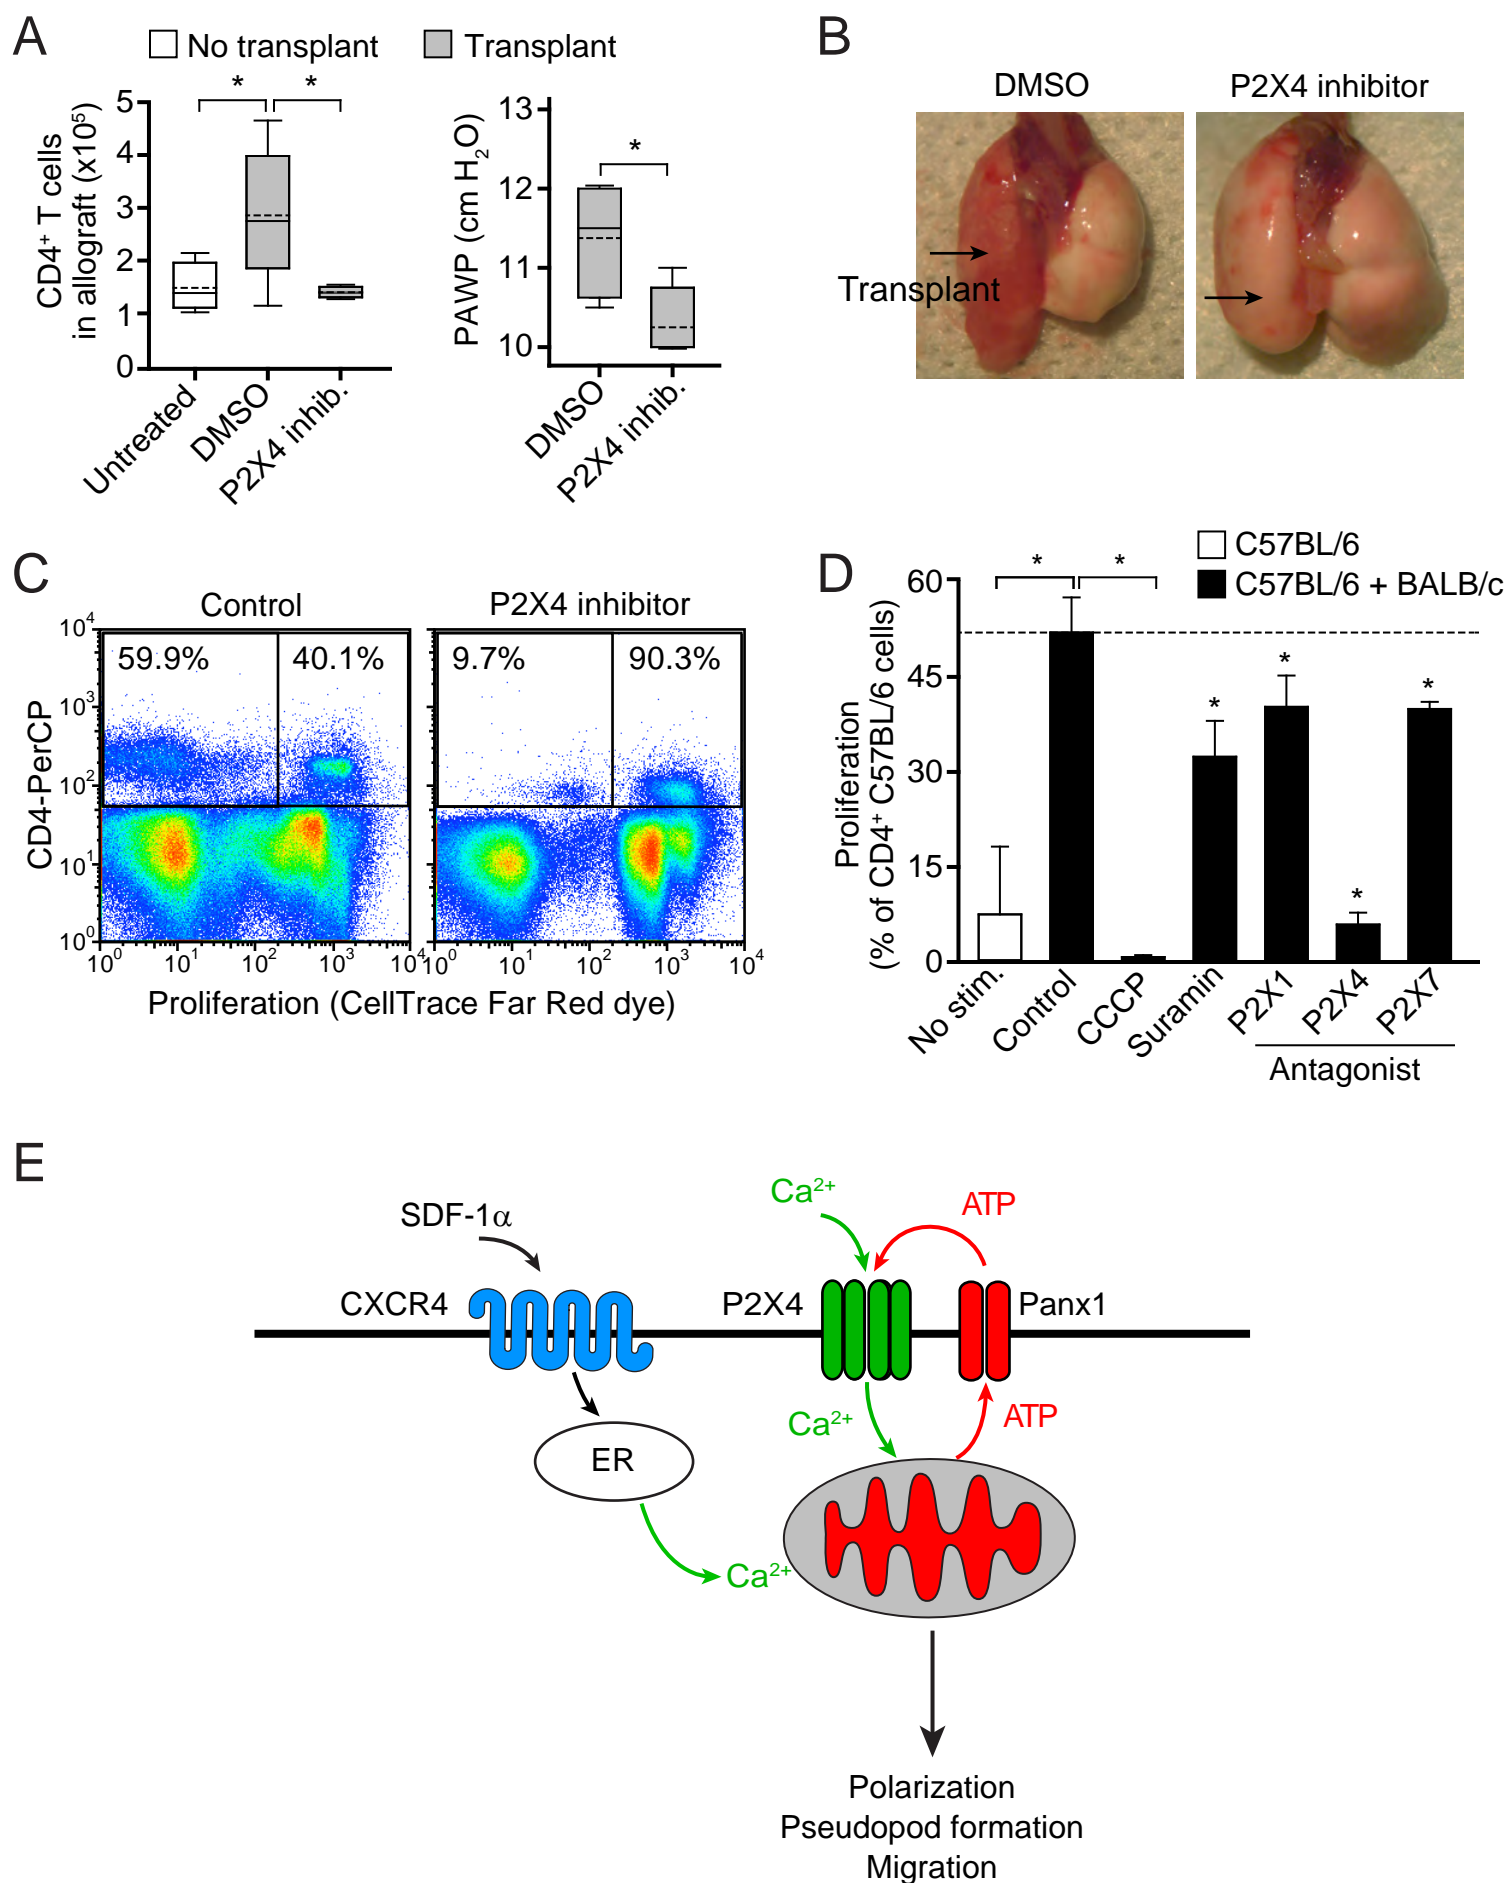 A
No transplant
Transplant
*
*
CD4⁺ T cells
in allograft (x10⁵)
5
4
3
2
1
0
Untreated
DMSO
P2X4 inhib.
*
PAWP (cm H₂O)
13
12
11
10
DMSO
P2X4 inhib.
B
DMSO
P2X4 inhibitor
Transplant
C
Control
P2X4 inhibitor
CD4-PerCP
10⁴
10³
10²
10¹
10⁰
59.9%
40.1%
9.7%
90.3%
10⁰ 10¹ 10² 10³ 10⁴
10⁰ 10¹ 10² 10³ 10⁴
Proliferation (CellTrace Far Red dye)
D
C57BL/6
C57BL/6 + BALB/c
*
*
Proliferation
(% of CD4⁺ C57BL/6 cells)
60
45
30
15
0
*
*
*
*
No stim.
Control
CCCP
Suramin
P2X1
P2X4
P2X7
Antagonist
E
SDF-1α
Ca²⁺
ATP
CXCR4
P2X4
Panx1
Ca²⁺
ATP
ER
Ca²⁺
Polarization
Pseudopod formation
Migration